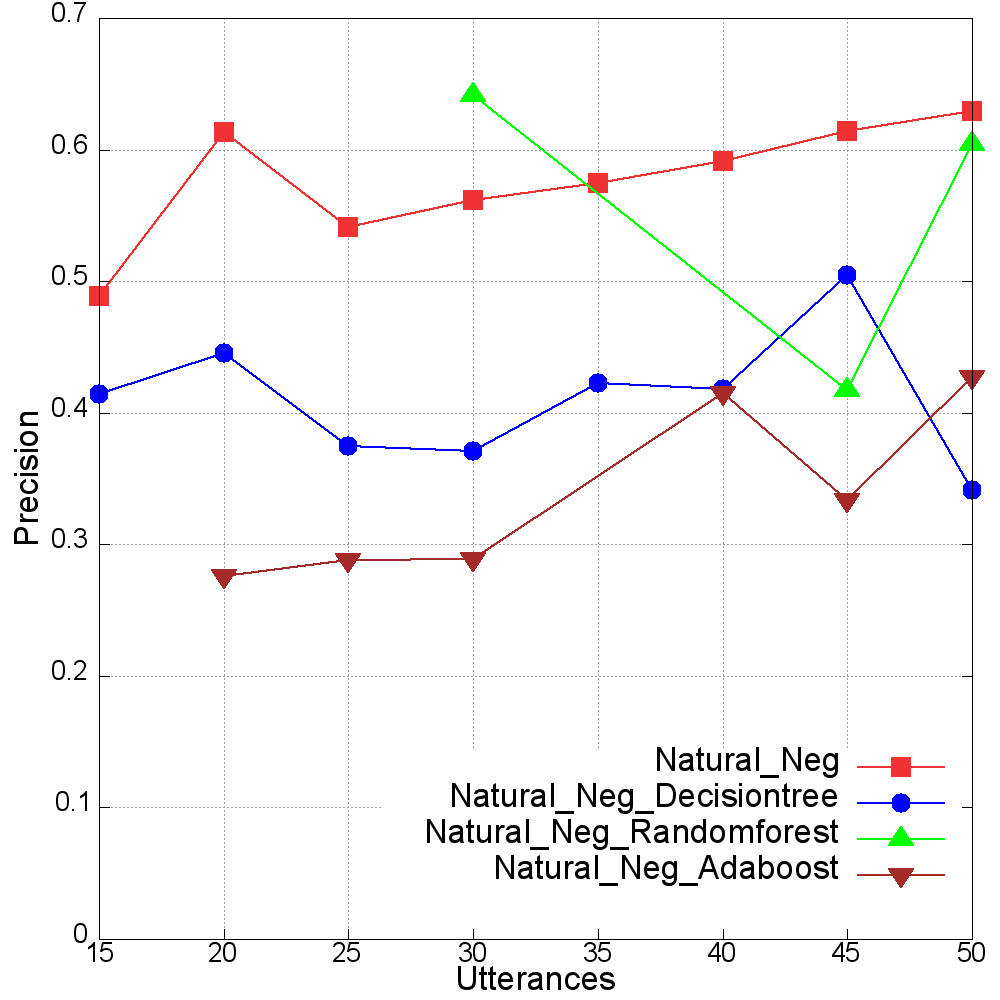 0.7
0.6
0.5
0.4
0.3
0.2
0.1
0
Precision
Natural_Neg
Natural_Neg_Decisiontree
Natural_Neg_Randomforest
Natural_Neg_Adaboost
15 20 25 30 35 40 45 50
Utterances